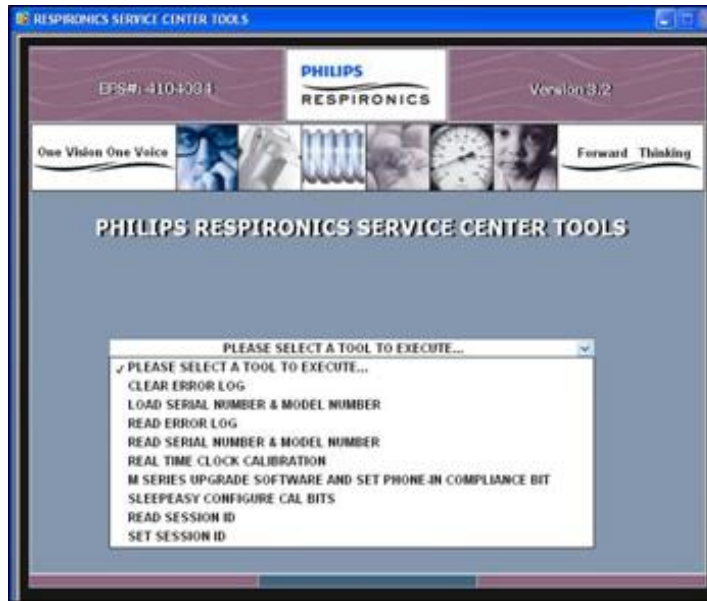 RESPIRONICS SERVICE CENTER TOOLS
EFS#: 4104084
PHILIPS
RESPIRONICS
Version 3.2
One Vision One Voice
Forward Thinking
PHILIPS RESPIRONICS SERVICE CENTER TOOLS
PLEASE SELECT A TOOL TO EXECUTE...
✓ PLEASE SELECT A TOOL TO EXECUTE...
CLEAR ERROR LOG
LOAD SERIAL NUMBER & MODEL NUMBER
READ ERROR LOG
READ SERIAL NUMBER & MODEL NUMBER
REAL TIME CLOCK CALIBRATION
M SERIES UPGRADE SOFTWARE AND SET PHONE-IN COMPLIANCE BIT
SLEEPEASY CONFIGURE CAL BITS
READ SESSION ID
SET SESSION ID